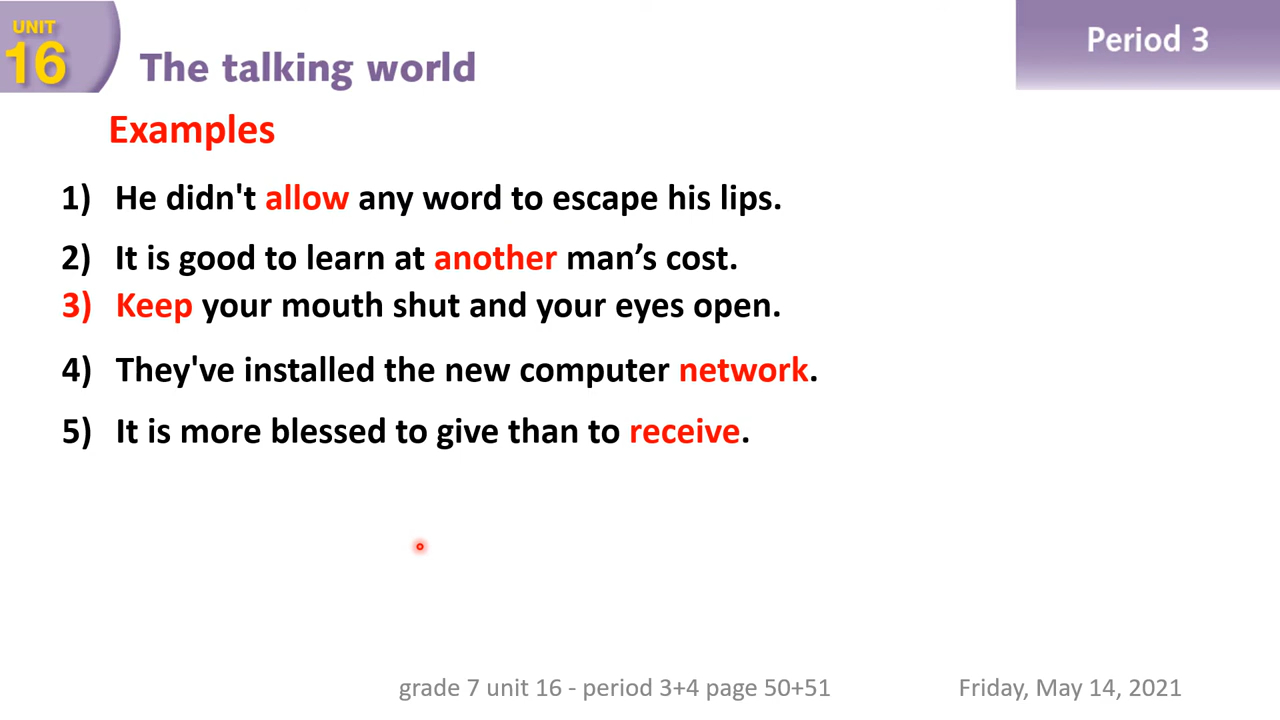 UNIT
16
The talking world
Period 3
Examples
1) He didn't allow any word to escape his lips.
2) It is good to learn at another man’s cost.
3) Keep your mouth shut and your eyes open.
4) They've installed the new computer network.
5) It is more blessed to give than to receive.
grade 7 unit 16 - period 3+4 page 50+51
Friday, May 14, 2021